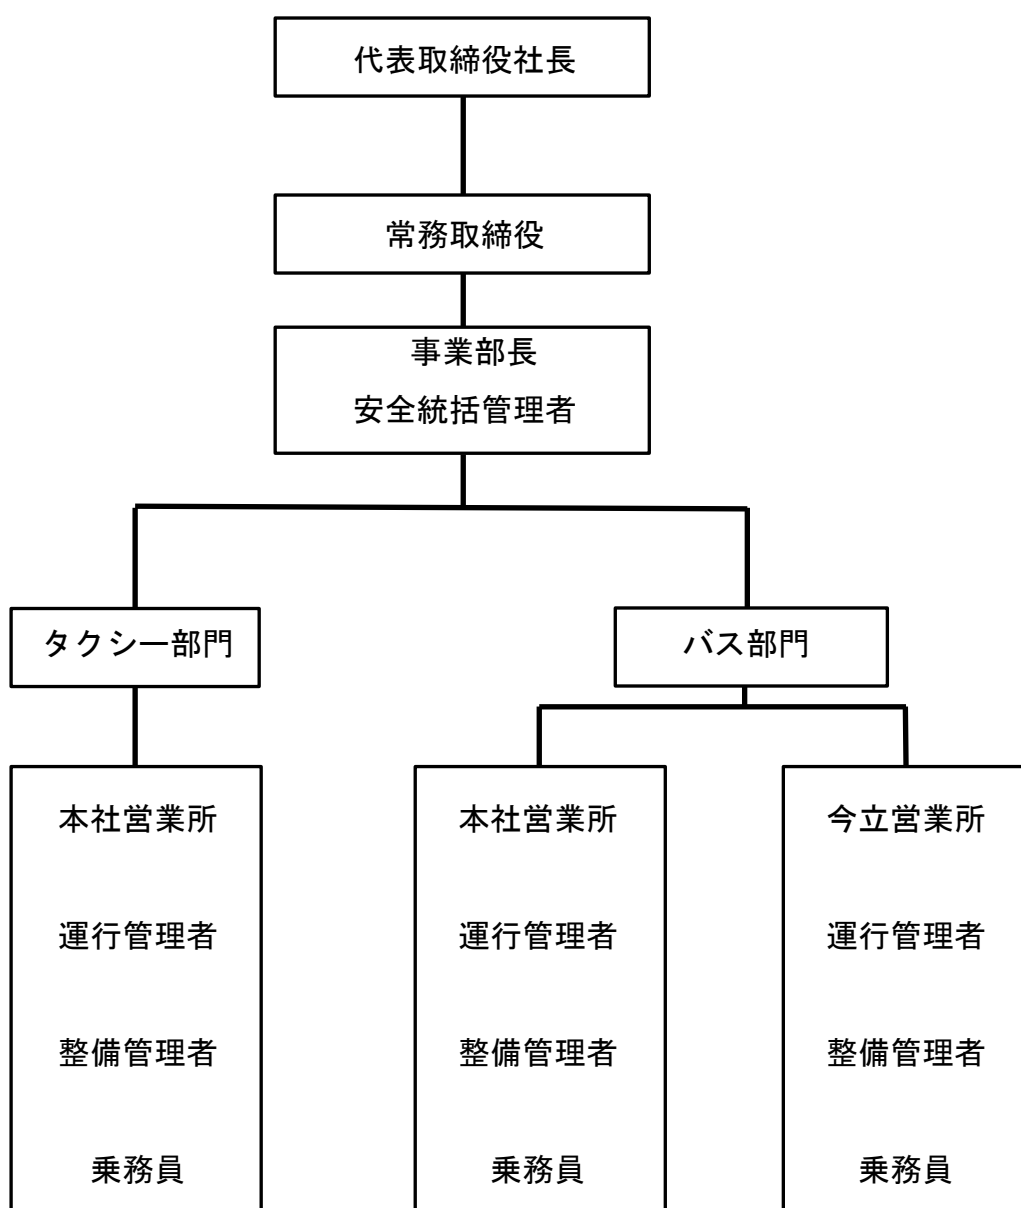 代表取締役社長
常務取締役
事業部長
安全統括管理者
タクシー部門
バス部門
本社営業所
運行管理者
整備管理者
乗務員
本社営業所
運行管理者
整備管理者
乗務員
今立営業所
運行管理者
整備管理者
乗務員